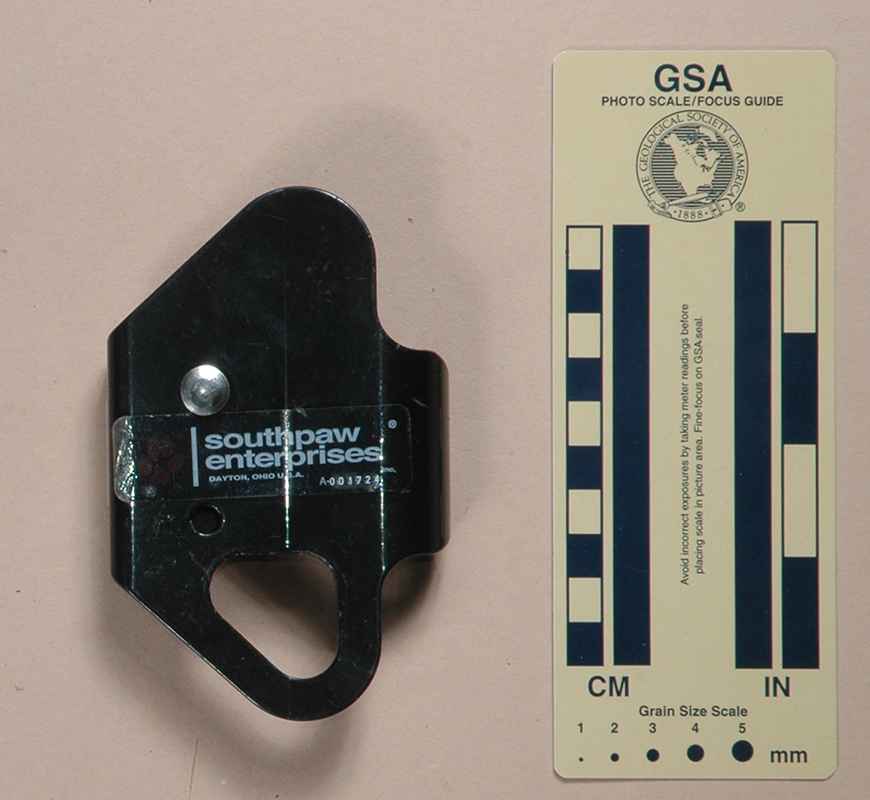 southpaw
enterprises
®
inc.
DAYTON, OHIO U.S.A.
A-001724
GSA
PHOTO SCALE/FOCUS GUIDE
THE GEOLOGICAL SOCIETY OF AMERICA
·1888·
®
Avoid incorrect exposures by taking meter readings before
placing scale in picture area. Fine-focus on GSA seal.
CM
IN
Grain Size Scale
1 2 3 4 5
mm